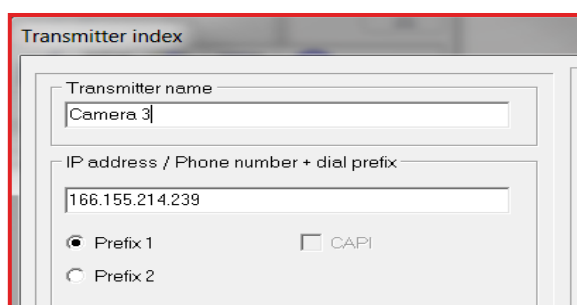 Transmitter index
Transmitter name
Camera 3
IP address / Phone number + dial prefix
166.155.214.239
Prefix 1
CAPI
Prefix 2